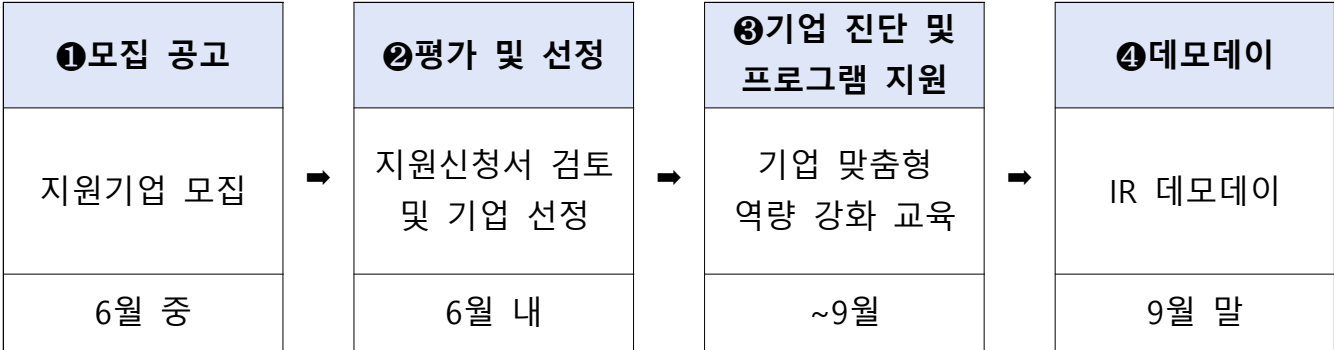 ❶모집 공고
지원기업 모집
6월 중
➡
❷평가 및 선정
지원신청서 검토
및 기업 선정
6월 내
➡
❸기업 진단 및
프로그램 지원
기업 맞춤형
역량 강화 교육
~9월
➡
❹데모데이
IR 데모데이
9월 말